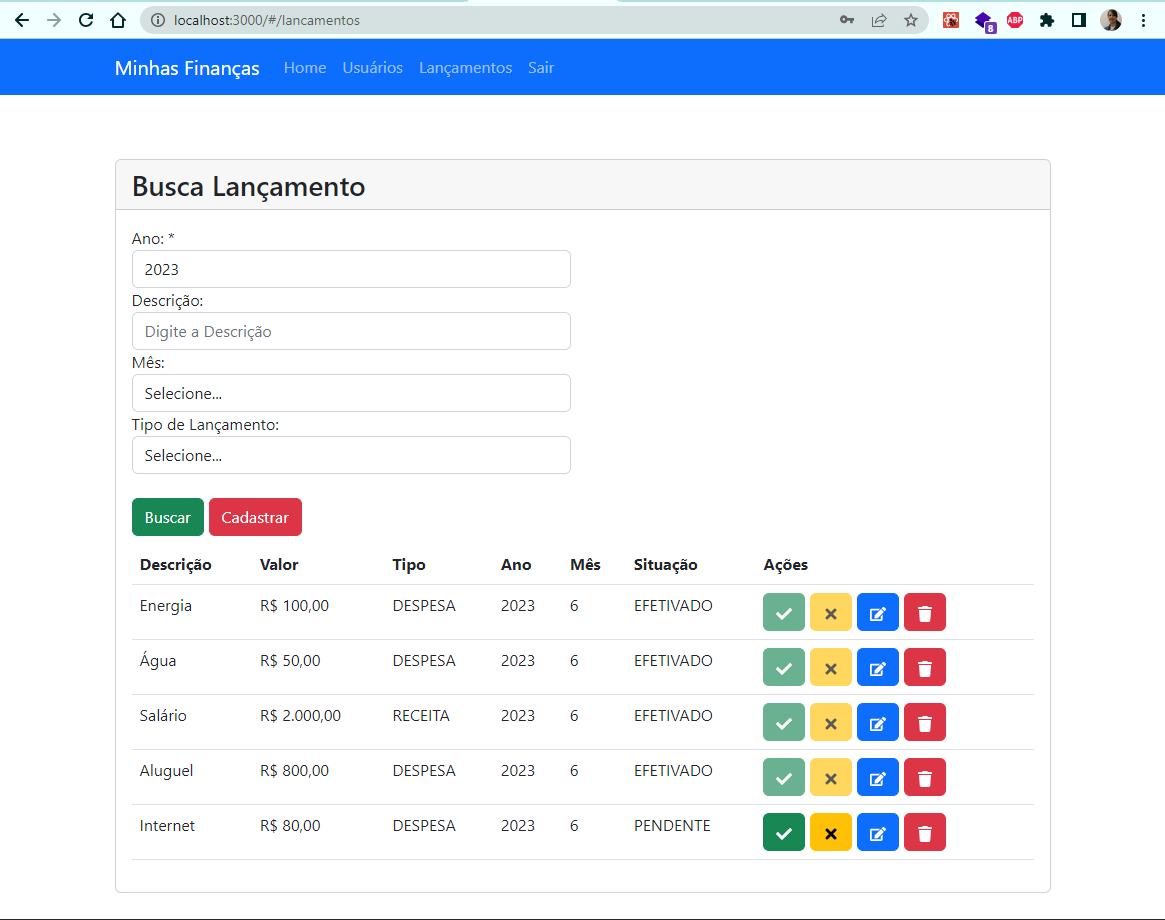 localhost:3000/#/lancamentos
8
ABP
Minhas Finanças Home Usuários Lançamentos Sair
Busca Lançamento
Ano: *
2023
Descrição:
Digite a Descrição
Mês:
Selecione...
Tipo de Lançamento:
Selecione...
Buscar Cadastrar
Descrição Valor Tipo Ano Mês Situação Ações
Energia R$ 100,00 DESPESA 2023 6 EFETIVADO
Água R$ 50,00 DESPESA 2023 6 EFETIVADO
Salário R$ 2.000,00 RECEITA 2023 6 EFETIVADO
Aluguel R$ 800,00 DESPESA 2023 6 EFETIVADO
Internet R$ 80,00 DESPESA 2023 6 PENDENTE